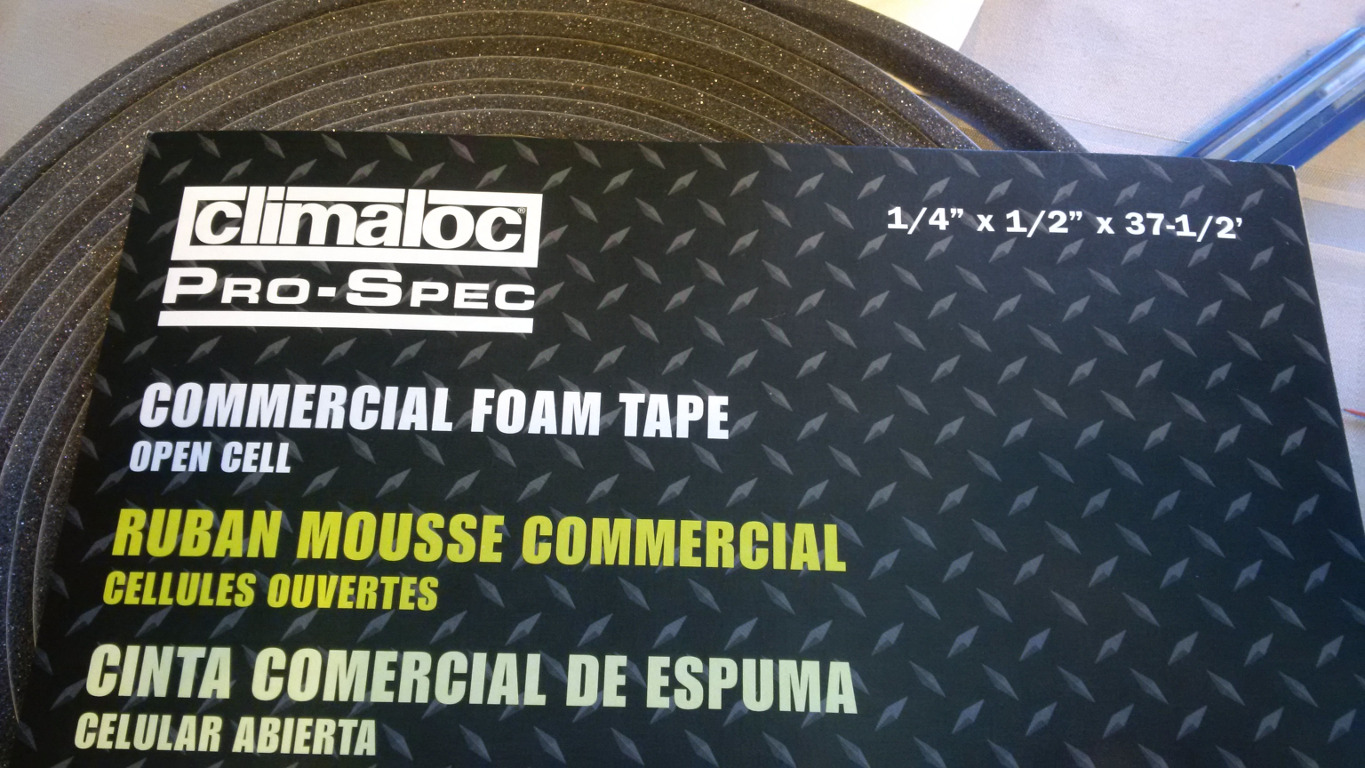 climaloc®
PRO-SPEC
1/4” x 1/2” x 37-1/2’
COMMERCIAL FOAM TAPE
OPEN CELL
RUBAN MOUSSE COMMERCIAL
CELLULES OUVERTES
CINTA COMERCIAL DE ESPUMA
CELULAR ABIERTA